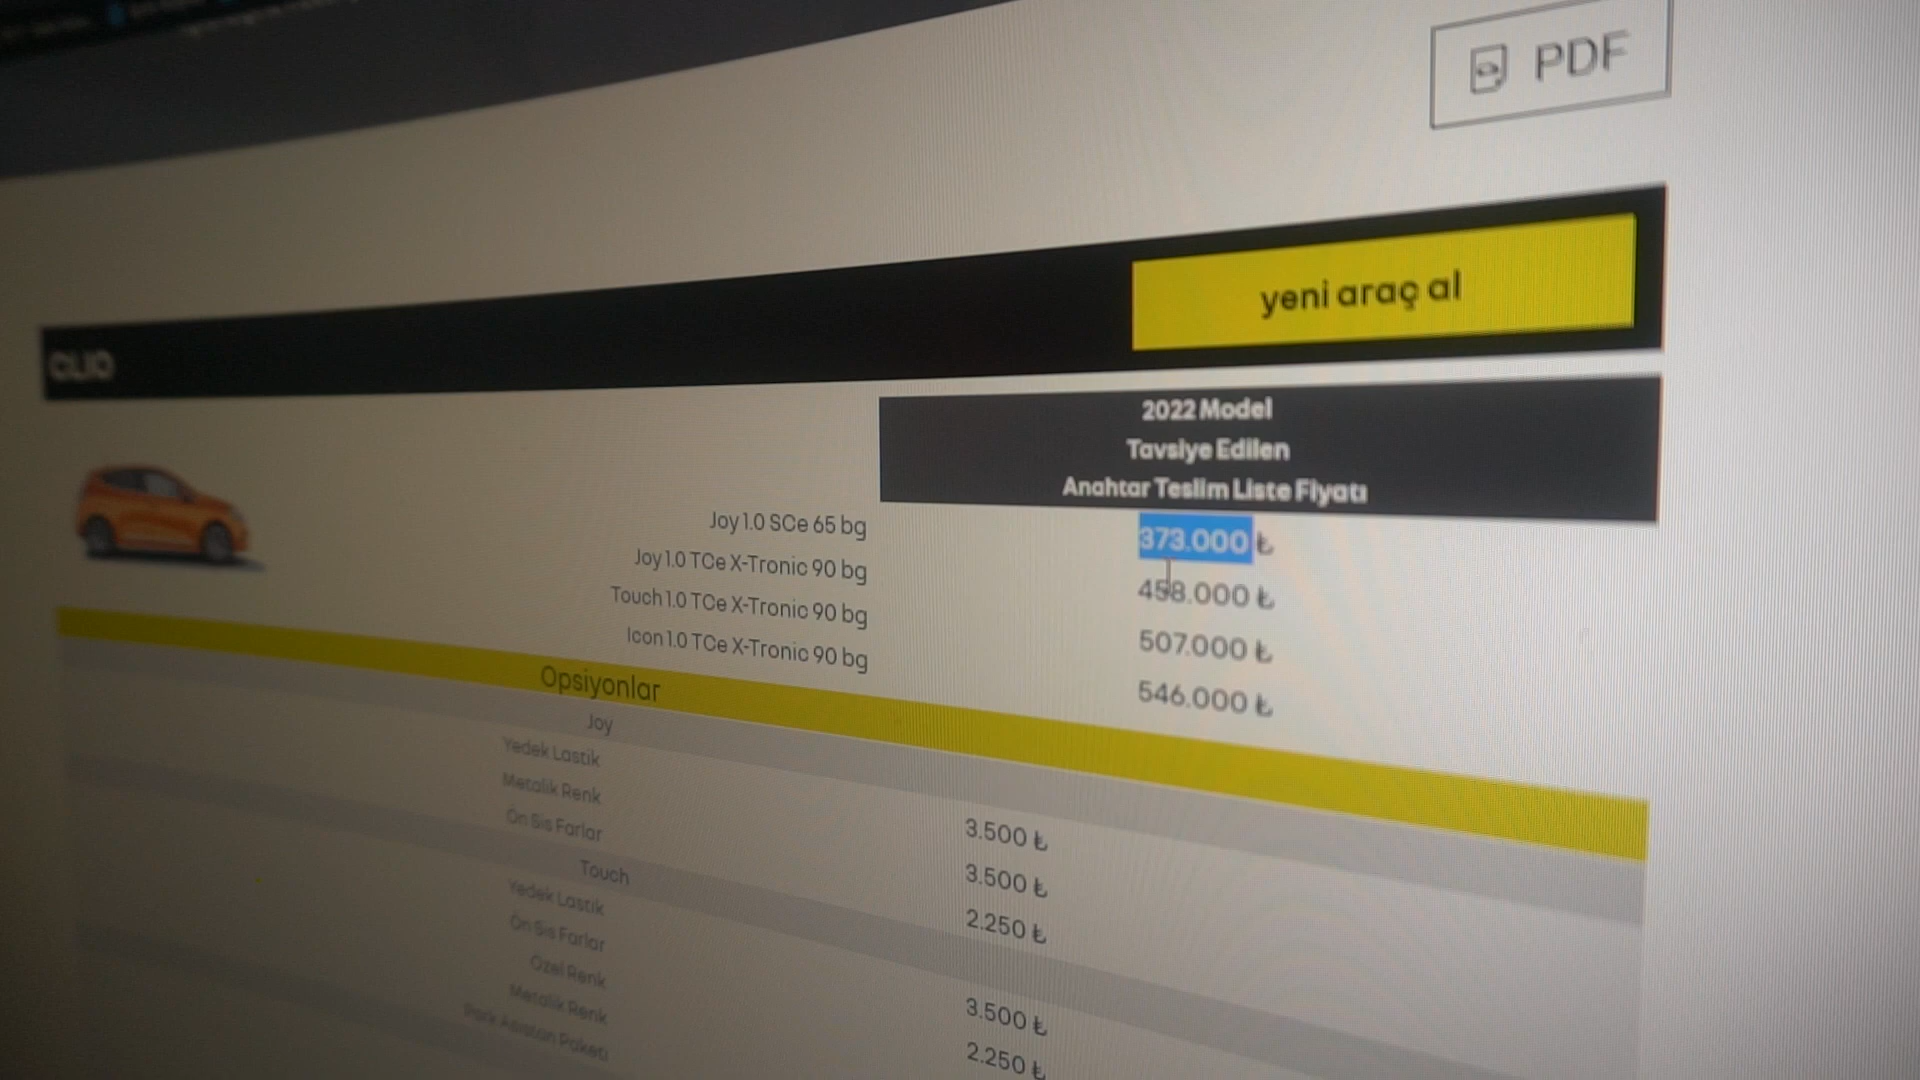 PDF
yeni araç al
CLIO
2022 Model
Tavsiye Edilen
Anahtar Teslim Liste Fiyatı
Joy 1.0 SCe 65 bg 373.000 ₺
Joy 1.0 TCe X-Tronic 90 bg 458.000 ₺
Touch 1.0 TCe X-Tronic 90 bg 507.000 ₺
Icon 1.0 TCe X-Tronic 90 bg 546.000 ₺
Opsiyonlar
Joy
Yedek Lastik 3.500 ₺
Metalik Renk 3.500 ₺
Ön Sis Farlar 2.250 ₺
Touch
Yedek Lastik 3.500 ₺
Ön Sis Farlar 2.250 ₺
Özel Renk
Metalik Renk
Park Asistan Paketi